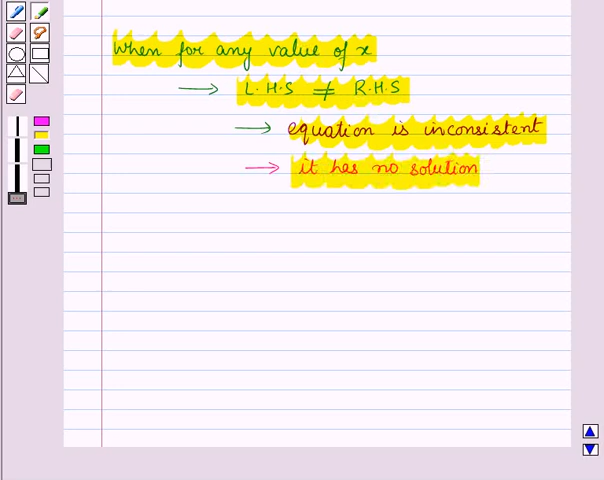 when for any value of x
→ L.H.S ≠ R.H.S
→ equation is inconsistent
→ it has no solution